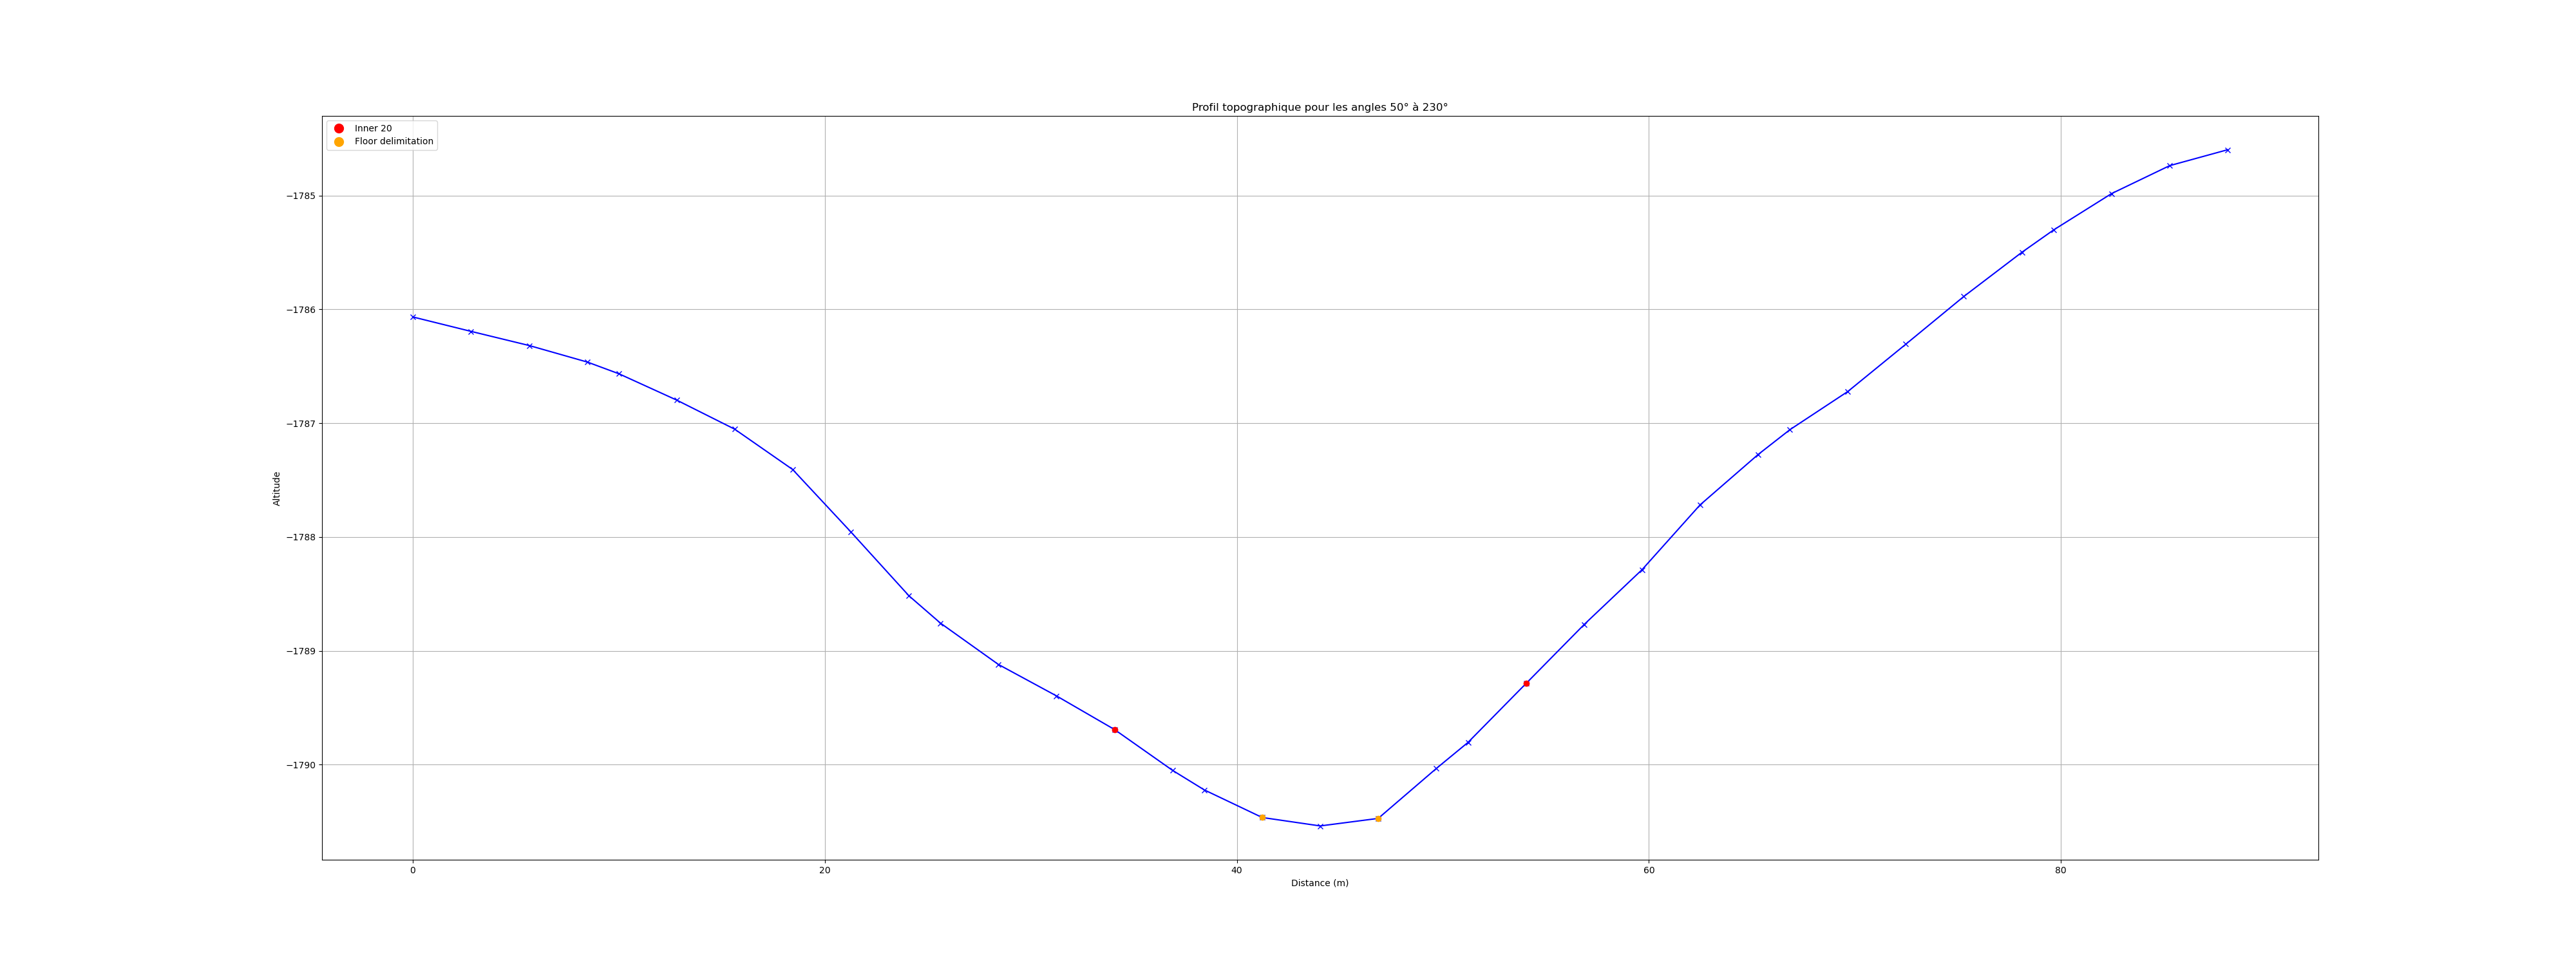 Profil topographique pour les angles 50° à 230°
Inner 20
Floor delimitation
−1785
−1786
−1787
−1788
−1789
−1790
Altitude
0 20 40 60 80
Distance (m)